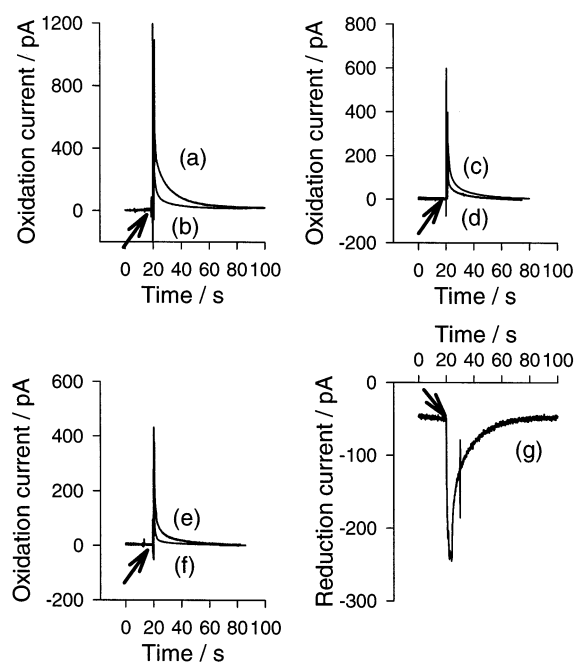 1200
800
400
0
Oxidation current / pA
(a)
(b)
0 20 40 60 80 100
Time / s
800
600
400
200
0
-200
Oxidation current / pA
(c)
(d)
0 20 40 60 80 100
Time / s
600
400
200
0
-200
Oxidation current / pA
(e)
(f)
0 20 40 60 80 100
Time / s
Time / s
0 20 40 60 80 100
0
-100
-200
-300
Reduction current / pA
(g)